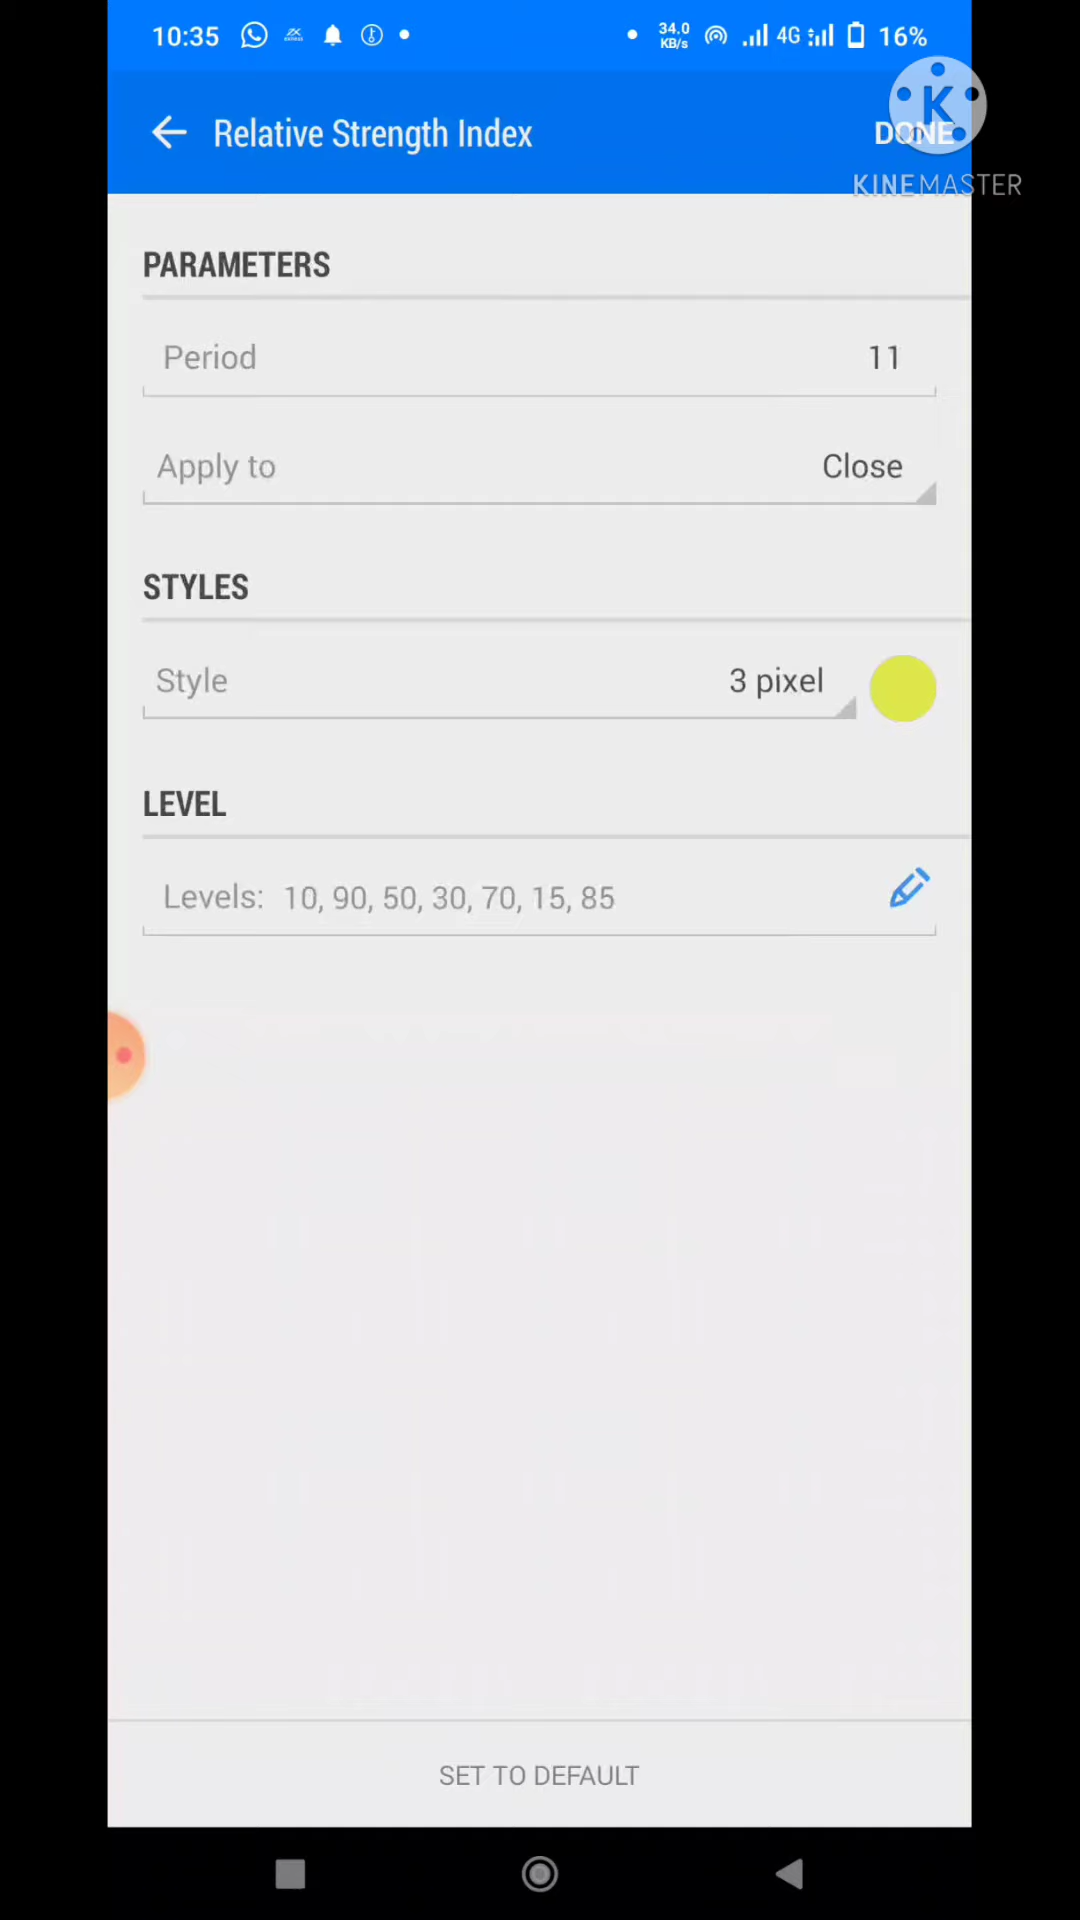 10:35
34.0
KB/s
4G
16%
Relative Strength Index
DONE
KINEMASTER
PARAMETERS
Period 11
Apply to Close
STYLES
Style 3 pixel
LEVEL
Levels: 10, 90, 50, 30, 70, 15, 85
SET TO DEFAULT